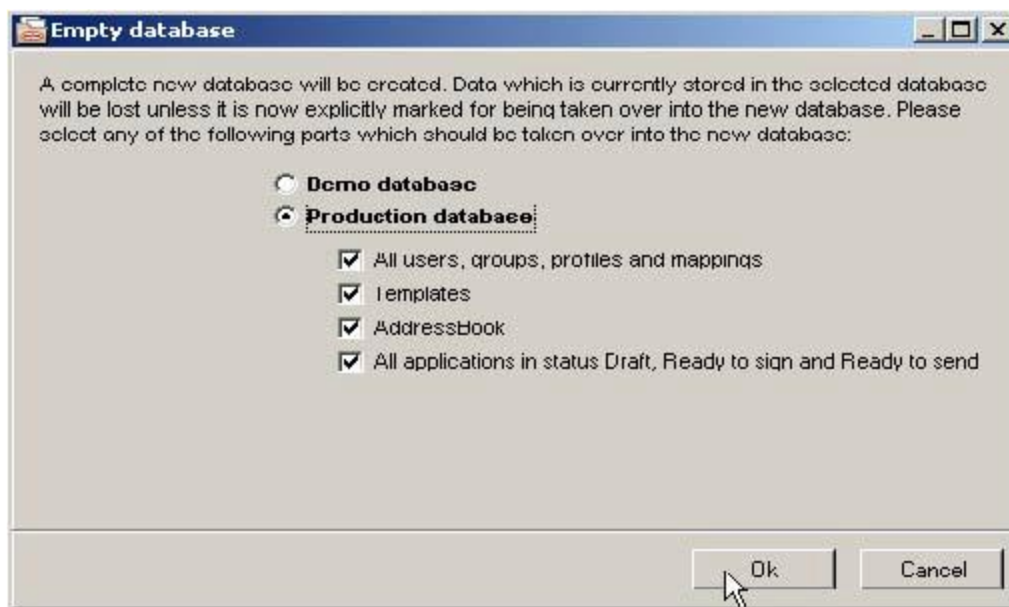 Empty database
A complete new database will be created. Data which is currently stored in the selected database
will be lost unless it is now explicitly marked for being taken over into the new database. Please
select any of the following parts which should be taken over into the new database:
Demo database
Production database
All users, groups, profiles and mappings
Templates
AddressBook
All applications in status Draft, Ready to sign and Ready to send
Ok
Cancel